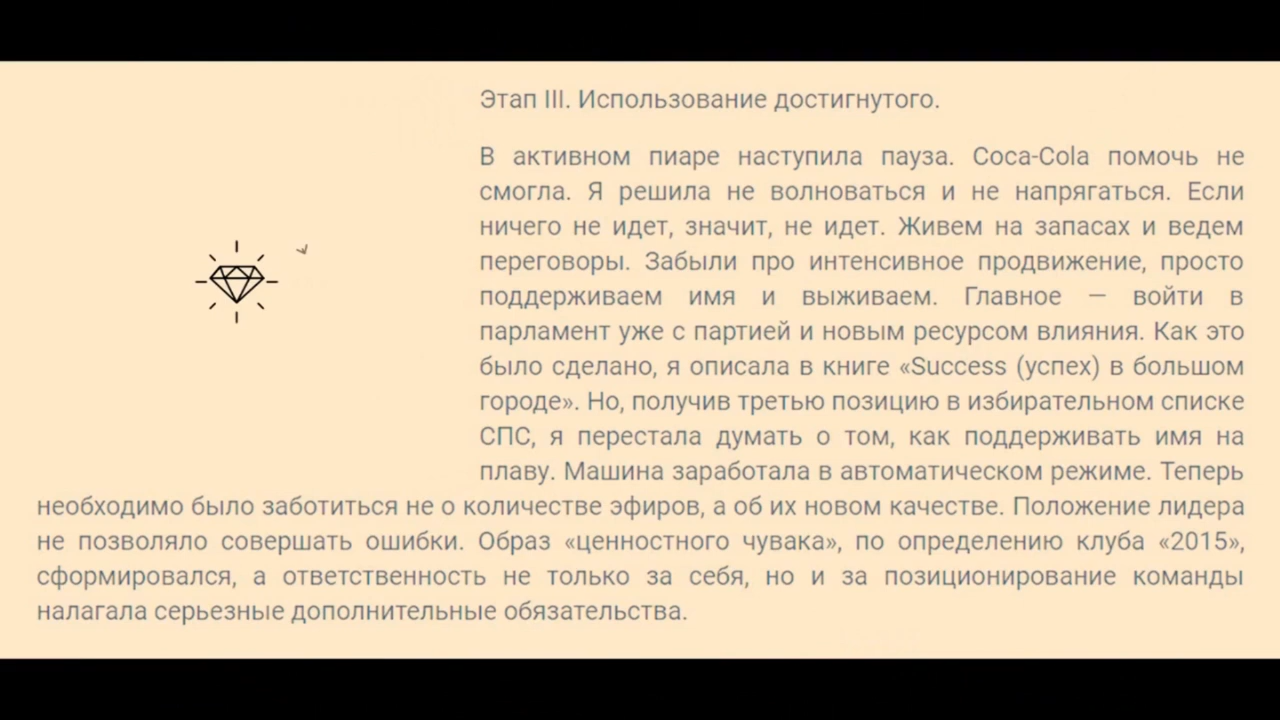 Этап III. Использование достигнутого.
В активном пиаре наступила пауза. Coca-Cola помочь не
смогла. Я решила не волноваться и не напрягаться. Если
ничего не идет, значит, не идет. Живем на запасах и ведем
переговоры. Забыли про интенсивное продвижение, просто
поддерживаем имя и выживаем. Главное — войти в
парламент уже с партией и новым ресурсом влияния. Как это
было сделано, я описала в книге «Success (успех) в большом
городе». Но, получив третью позицию в избирательном списке
СПС, я перестала думать о том, как поддерживать имя на
плаву. Машина заработала в автоматическом режиме. Теперь
необходимо было заботиться не о количестве эфиров, а об их новом качестве. Положение лидера
не позволяло совершать ошибки. Образ «ценностного чувака», по определению клуба «2015»,
сформировался, а ответственность не только за себя, но и за позиционирование команды
налагала серьезные дополнительные обязательства.